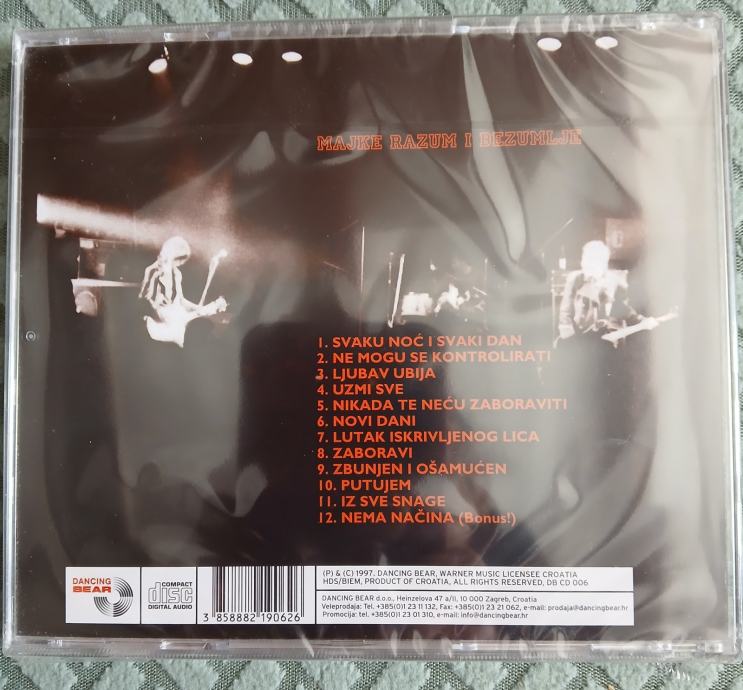 MAJKE RAZUM I BEZUMLJE
1. SVAKU NOĆ I SVAKI DAN
2. NE MOGU SE KONTROLIRATI
3. LJUBAV UBIJA
4. UZMI SVE
5. NIKADA TE NEĆU ZABORAVITI
6. NOVI DANI
7. LUTAK ISKRIVLJENOG LICA
8. ZABORAVI
9. ZBUNJEN I OŠAMUĆEN
10. PUTUJEM
11. IZ SVE SNAGE
12. NEMA NAČINA (Bonus!)
DANCING
BEAR
COMPACT
disc
DIGITAL AUDIO
3 858882 190626
(P) & (C) 1997. DANCING BEAR, WARNER MUSIC LICENSEE CROATIA
HDS/BIEM, PRODUCT OF CROATIA, ALL RIGHTS RESERVED, DB CD 006
DANCING BEAR d.o.o., Heinzelova 47 a/II, 10 000 Zagreb, Croatia
Veleprodaja: Tel. +385(0)1 23 11 132, Fax: +385(0)1 23 21 062, e-mail: prodaja@dancingbear.hr
Promocija: tel. +385(0)1 23 01 310, e-mail: info@dancingbear.hr